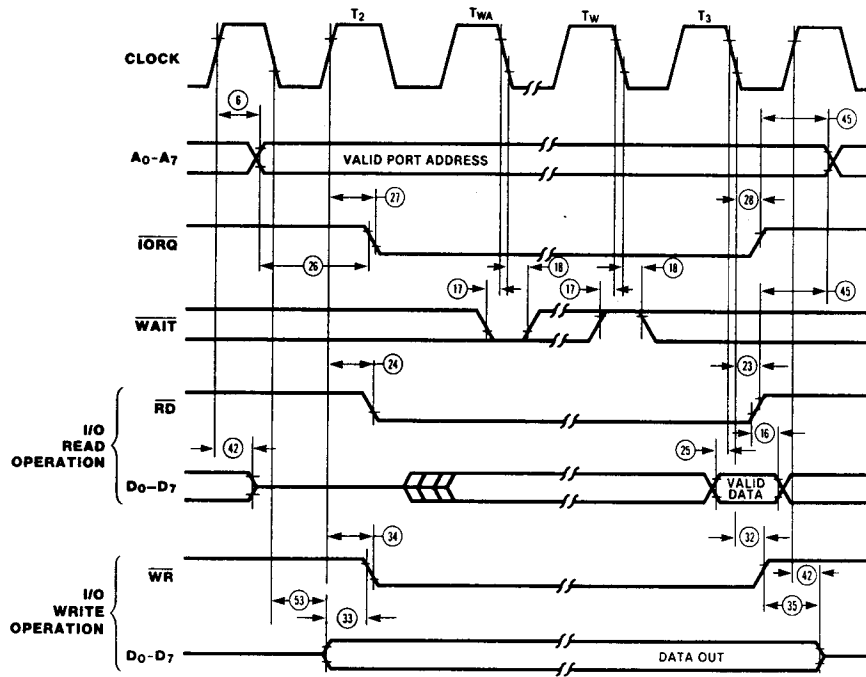 T2 TWA TW T3
CLOCK
6 45
A0–A7 VALID PORT ADDRESS
27 28
IORQ
26 18 18
17 17 45
WAIT
24 23
RD
I/O
READ
OPERATION
42 16
25
D0–D7 VALID
DATA
34 32
WR
42
I/O
WRITE
OPERATION
53 33 35
D0–D7 DATA OUT